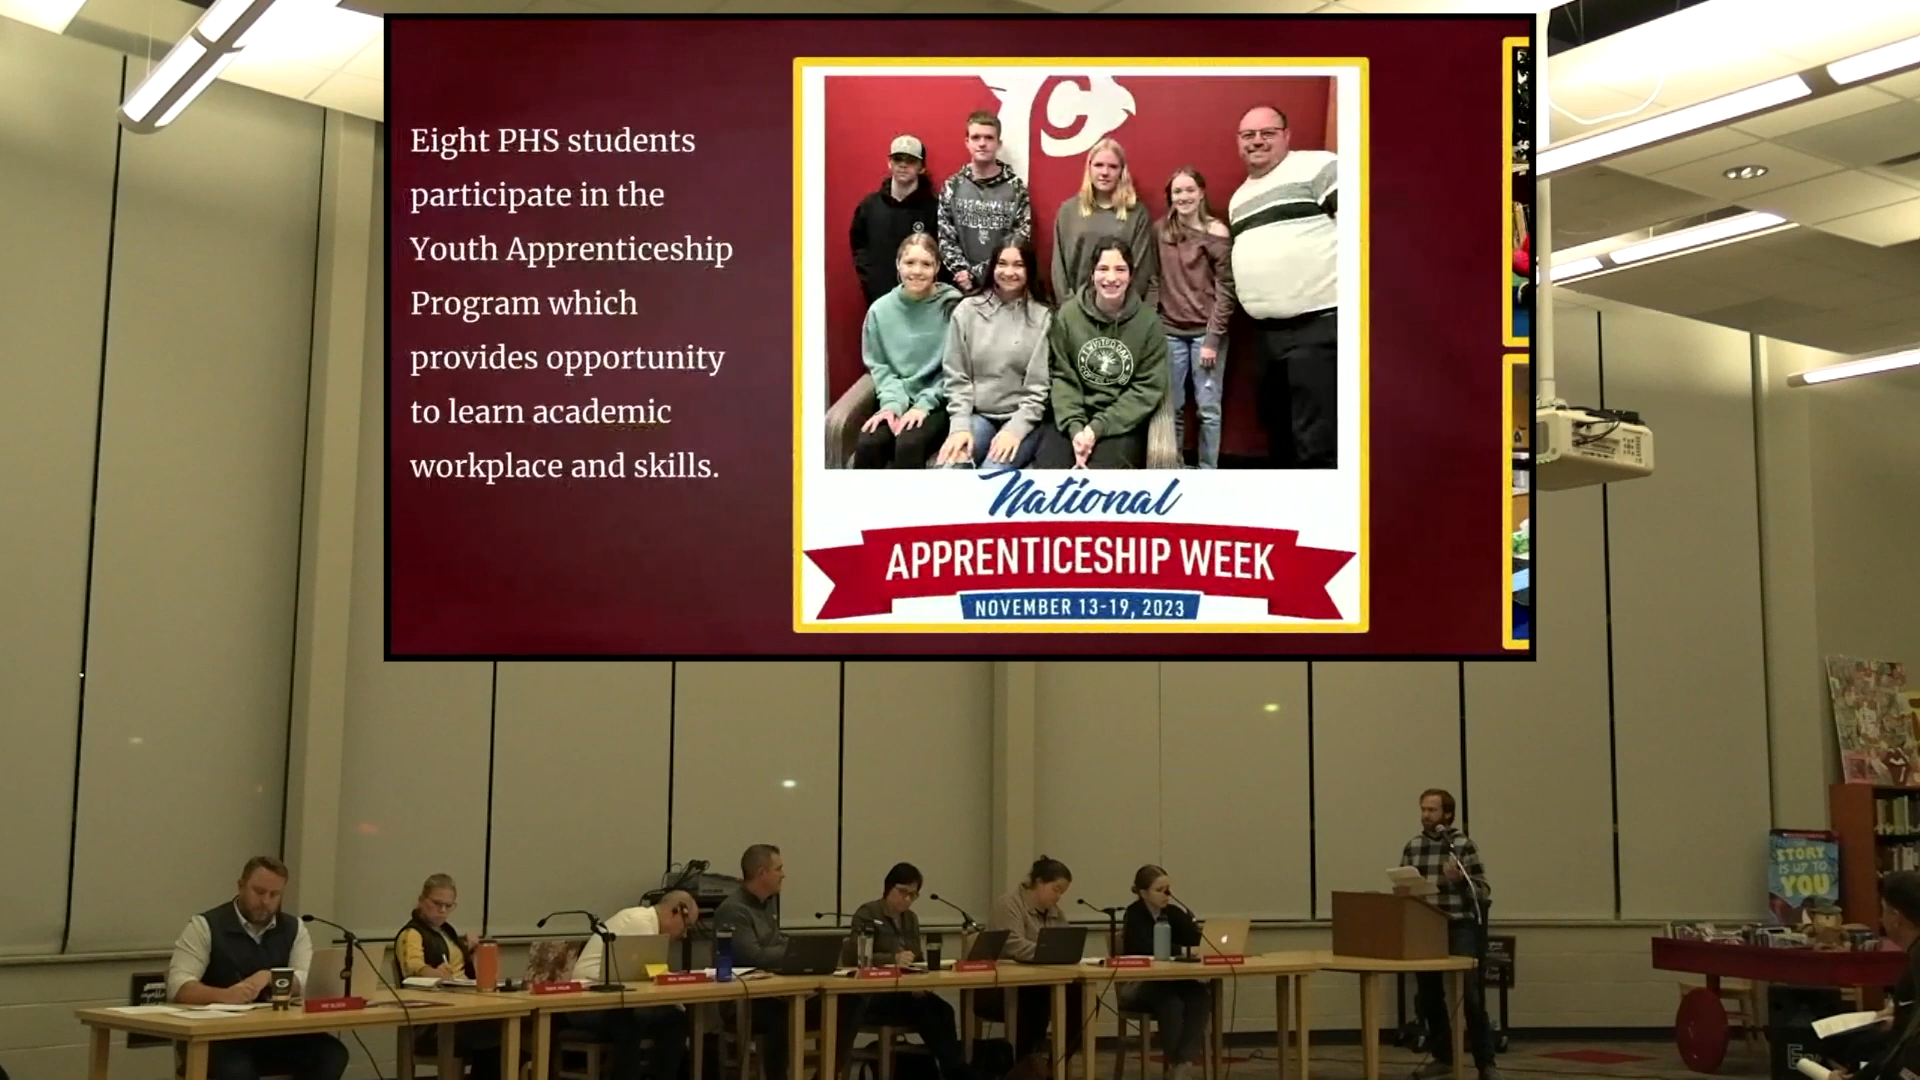 Eight PHS students
participate in the
Youth Apprenticeship
Program which
provides opportunity
to learn academic
workplace and skills.
C
National
APPRENTICESHIP WEEK
NOVEMBER 13-19, 2023
STORY
IS UP TO
YOU